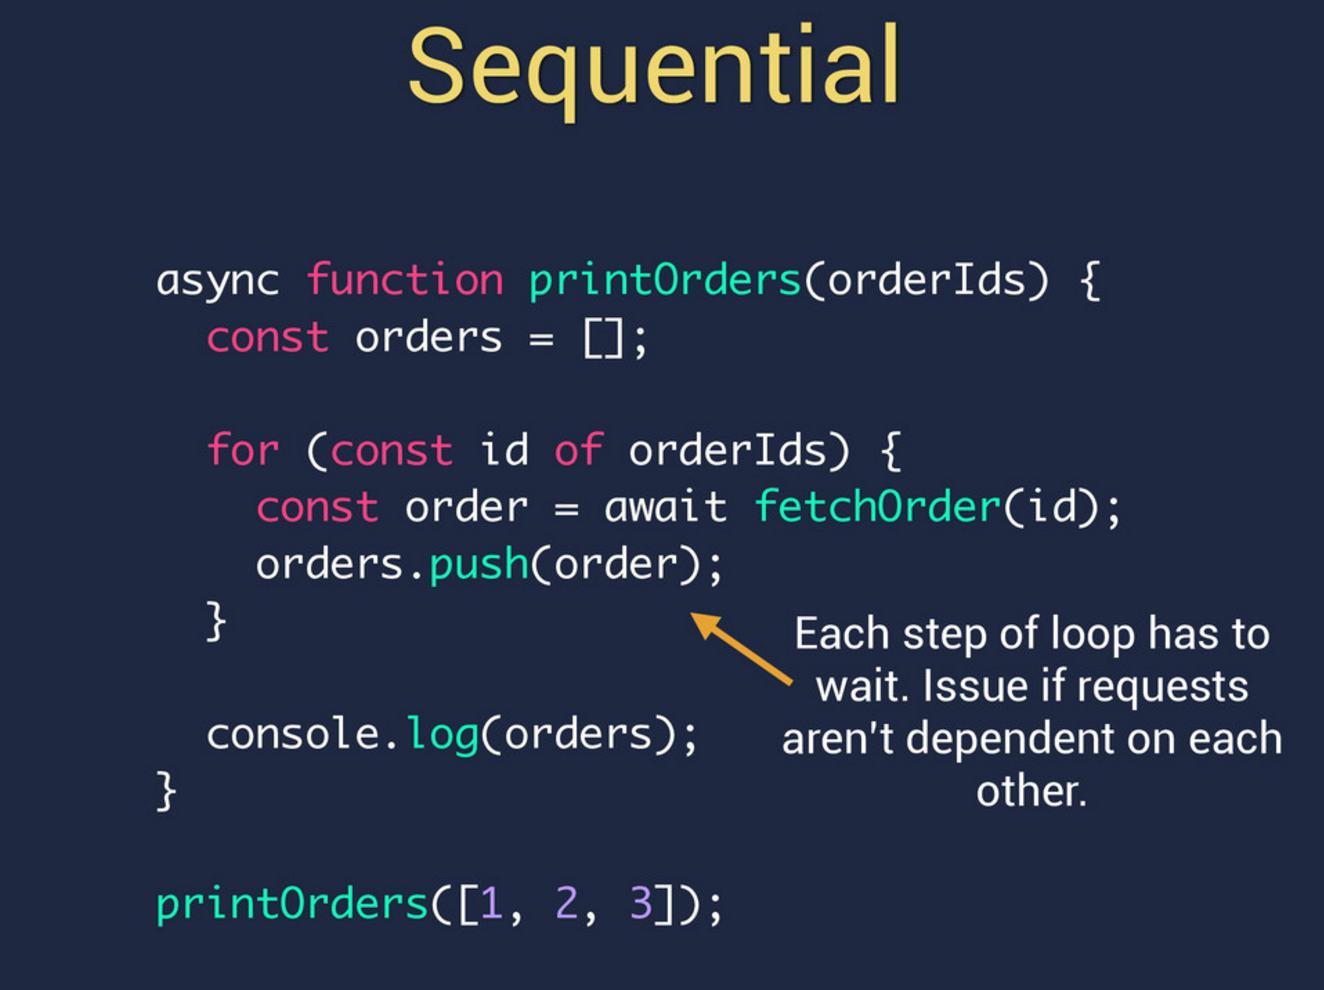 Sequential
async function printOrders(orderIds) {
const orders = [];
for (const id of orderIds) {
const order = await fetchOrder(id);
orders.push(order);
}
Each step of loop has to
wait. Issue if requests
aren't dependent on each
other.
console.log(orders);
}
printOrders([1, 2, 3]);